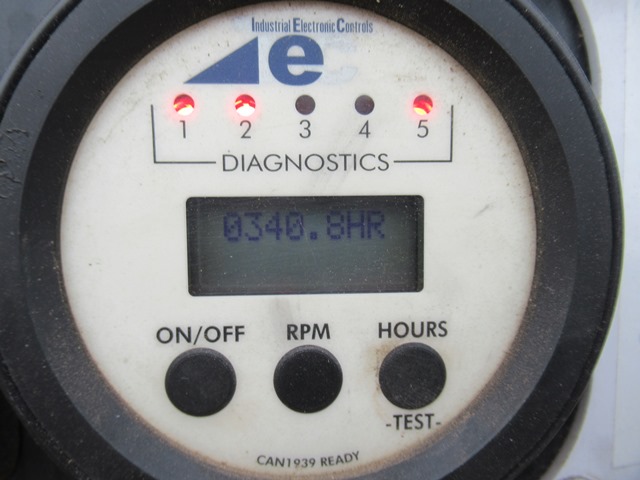 Industrial Electronic Controls
e
1 2 3 4 5
DIAGNOSTICS
0340.8HR
ON/OFF RPM HOURS
-TEST-
CAN1939 READY